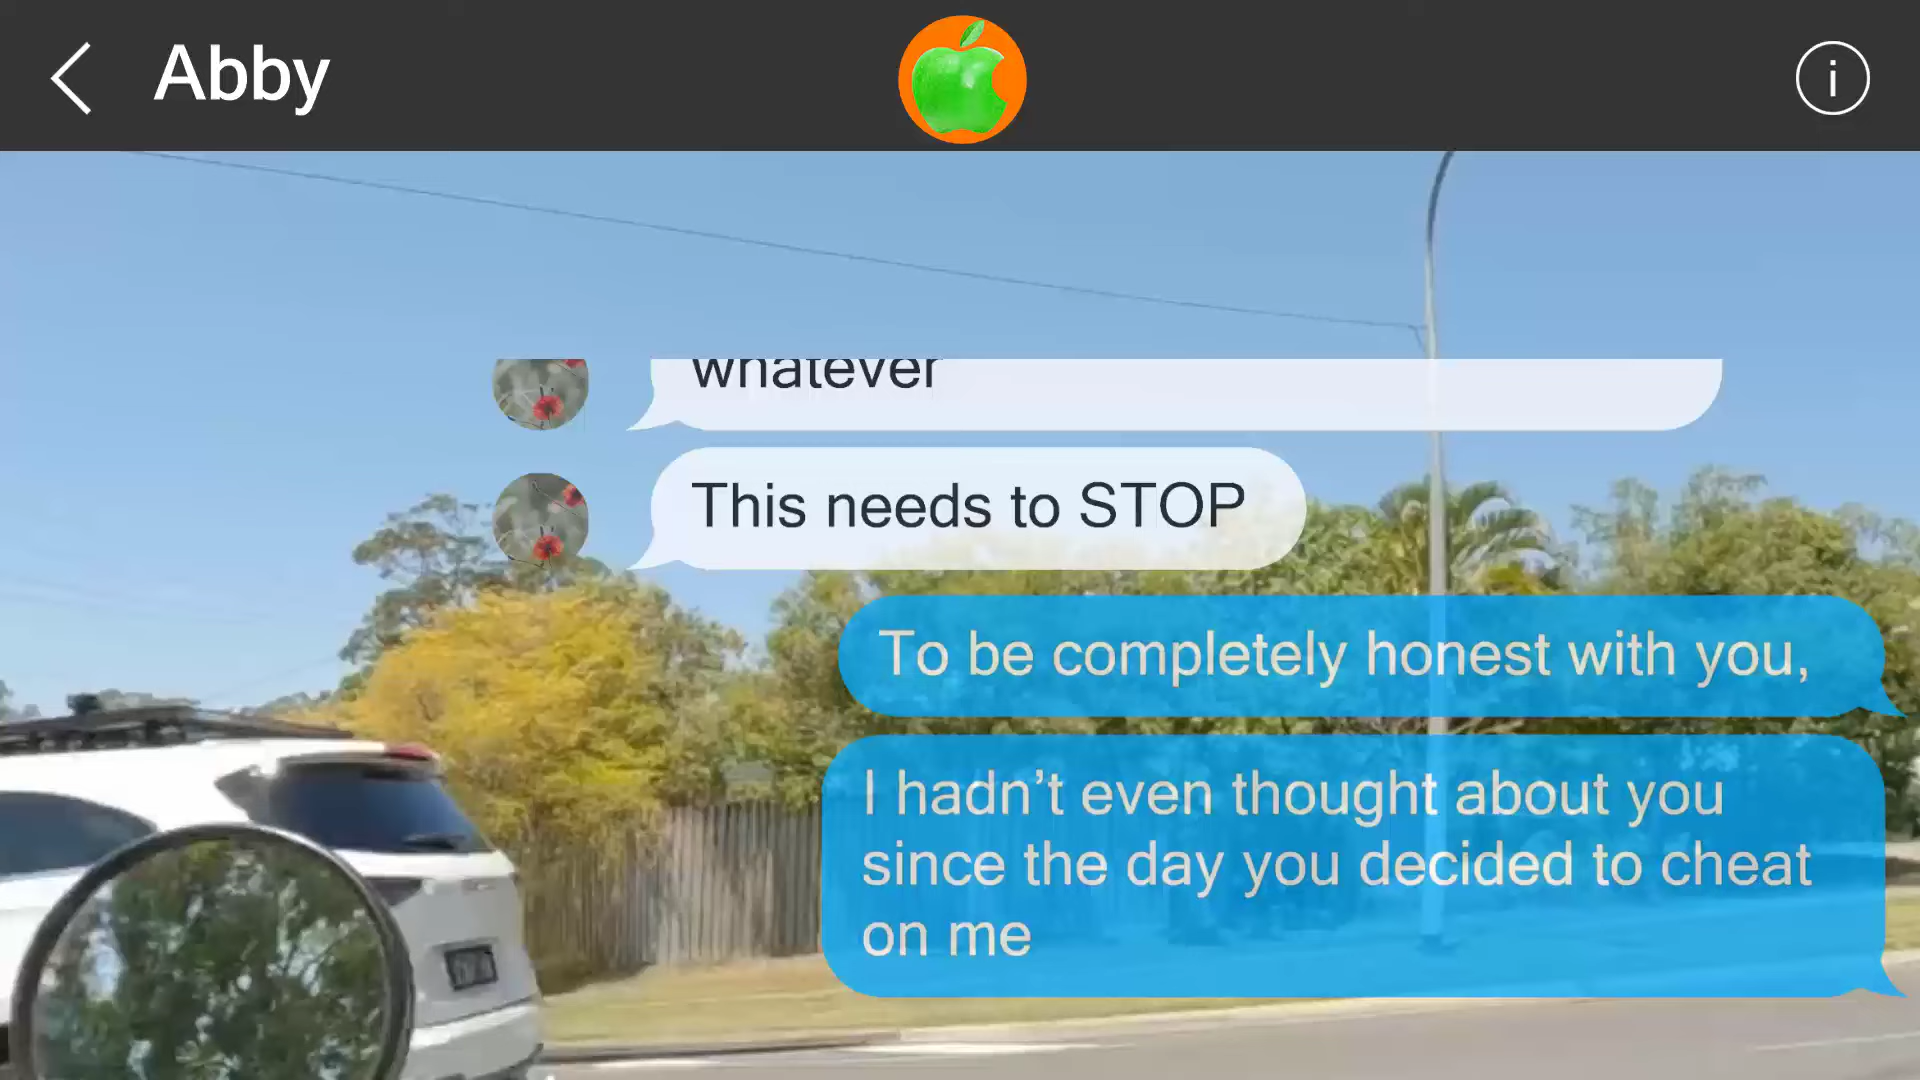 Abby
i
whatever
This needs to STOP
To be completely honest with you,
I hadn’t even thought about you
since the day you decided to cheat
on me